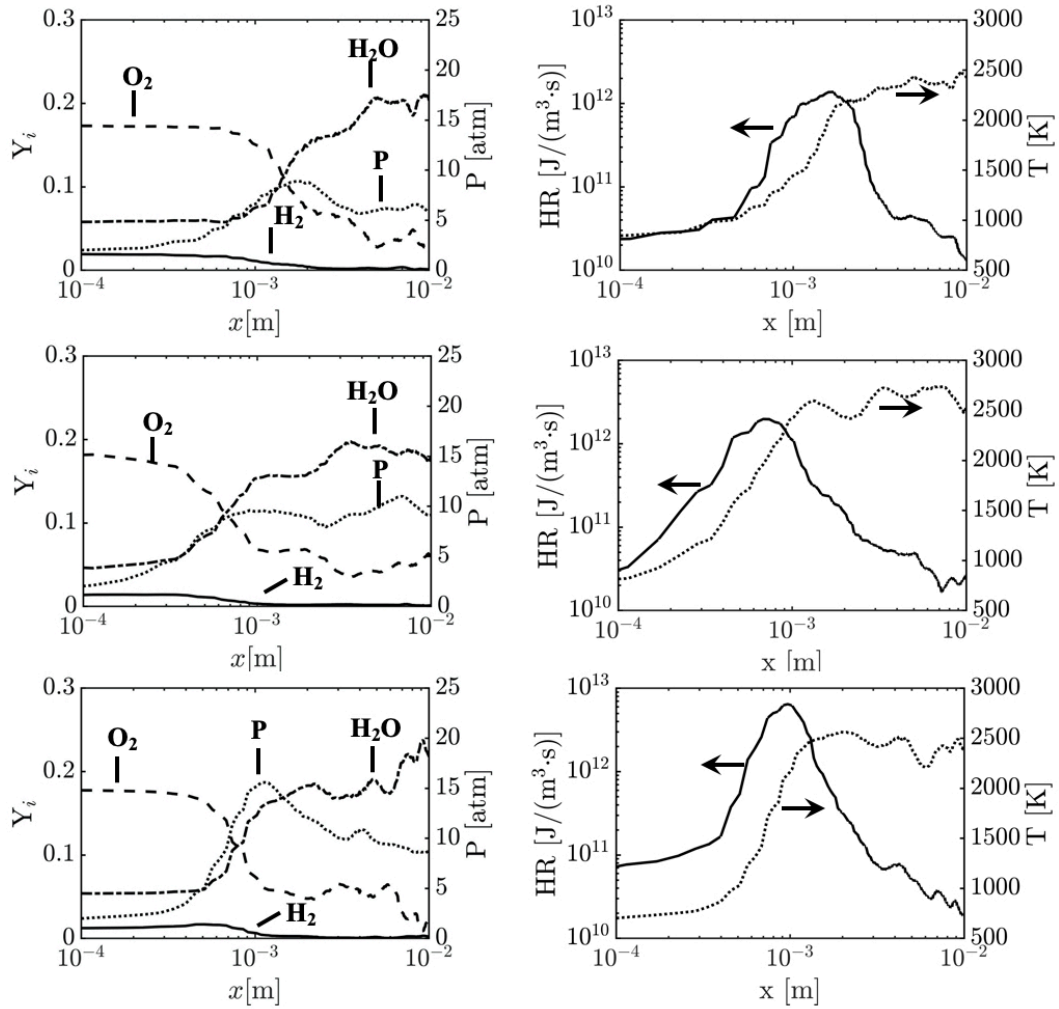 0.3
0.2
0.1
0
Y_i
O₂
H₂O
P
H₂
25
20
15
10
5
0
P [atm]
10⁻⁴
10⁻³
10⁻²
x[m]
10¹³
10¹²
10¹¹
10¹⁰
HR [J/(m³·s)]
3000
2500
2000
1500
1000
500
T [K]
10⁻⁴
10⁻³
10⁻²
x [m]
0.3
0.2
0.1
0
Y_i
O₂
H₂O
P
H₂
25
20
15
10
5
0
P [atm]
10⁻⁴
10⁻³
10⁻²
x[m]
10¹³
10¹²
10¹¹
10¹⁰
HR [J/(m³·s)]
3000
2500
2000
1500
1000
500
T [K]
10⁻⁴
10⁻³
10⁻²
x [m]
0.3
0.2
0.1
0
Y_i
O₂
P
H₂O
H₂
25
20
15
10
5
0
P [atm]
10⁻⁴
10⁻³
10⁻²
x[m]
10¹³
10¹²
10¹¹
10¹⁰
HR [J/(m³·s)]
3000
2500
2000
1500
1000
500
T [K]
10⁻⁴
10⁻³
10⁻²
x [m]